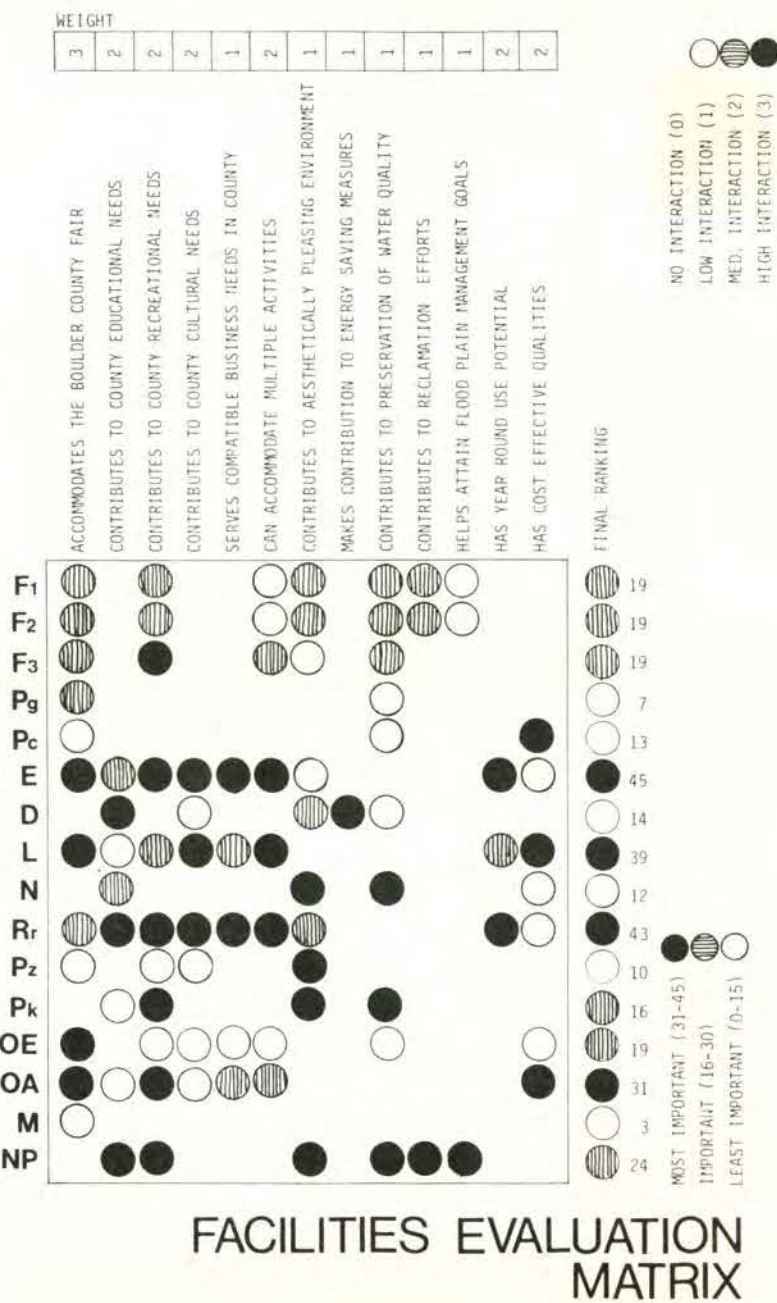 WEIGHT
3 2 2 2 1 2 1 1 1 1 1 2 2
ACCOMMODATES THE BOULDER COUNTY FAIR
CONTRIBUTES TO COUNTY EDUCATIONAL NEEDS
CONTRIBUTES TO COUNTY RECREATIONAL NEEDS
CONTRIBUTES TO COUNTY CULTURAL NEEDS
SERVES COMPATIBLE BUSINESS NEEDS IN COUNTY
CAN ACCOMMODATE MULTIPLE ACTIVITIES
CONTRIBUTES TO AESTHETICALLY PLEASING ENVIRONMENT
MAKES CONTRIBUTION TO ENERGY SAVING MEASURES
CONTRIBUTES TO PRESERVATION OF WATER QUALITY
CONTRIBUTES TO RECLAMATION EFFORTS
HELPS ATTAIN FLOOD PLAIN MANAGEMENT GOALS
HAS YEAR ROUND USE POTENTIAL
HAS COST EFFECTIVE QUALITIES
FINAL RANKING
NO INTERACTION (0)
LOW INTERACTION (1)
MED. INTERACTION (2)
HIGH INTERACTION (3)
F1 19
F2 19
F3 19
Pg 7
Pc 13
E 45
D 14
L 39
N 12
Rr 43
Pz 10
Pk 16
OE 19
OA 31
M 3
NP 24
MOST IMPORTANT (31-45)
IMPORTANT (16-30)
LEAST IMPORTANT (0-15)
FACILITIES EVALUATION
MATRIX